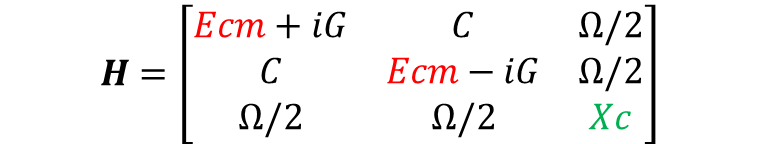 Ecm + iG C Ω/2
H = C Ecm − iG Ω/2
Ω/2 Ω/2 Xc